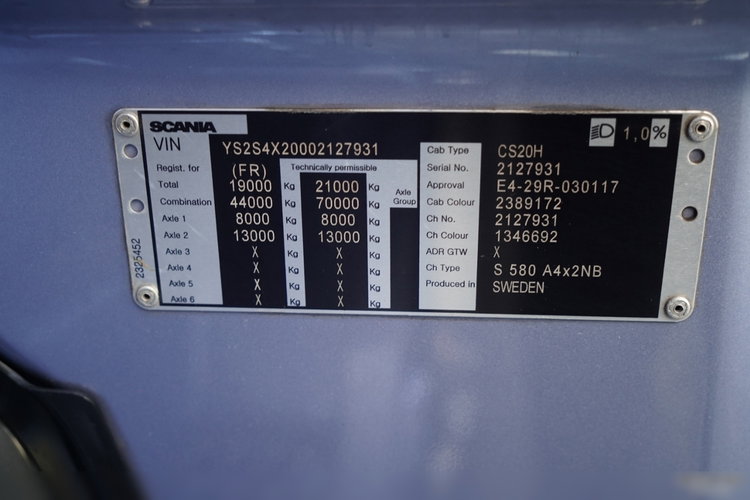 SCANIA 1,0%
VIN YS2S4X20002127931 Cab Type CS20H
Regist. for (FR) Technically permissible Serial No. 2127931
Total 19000 Kg 21000 Kg Axle Group Approval E4-29R-030117
Combination 44000 Kg 70000 Kg Cab Colour 2389172
Axle 1 8000 Kg 8000 Kg Ch No. 2127931
Axle 2 13000 Kg 13000 Kg Ch Colour 1346692
Axle 3 X Kg X Kg ADR GTW X
Axle 4 X Kg X Kg Ch Type S 580 A4x2NB
Axle 5 X Kg X Kg Produced in SWEDEN
Axle 6 X Kg X Kg
2325452